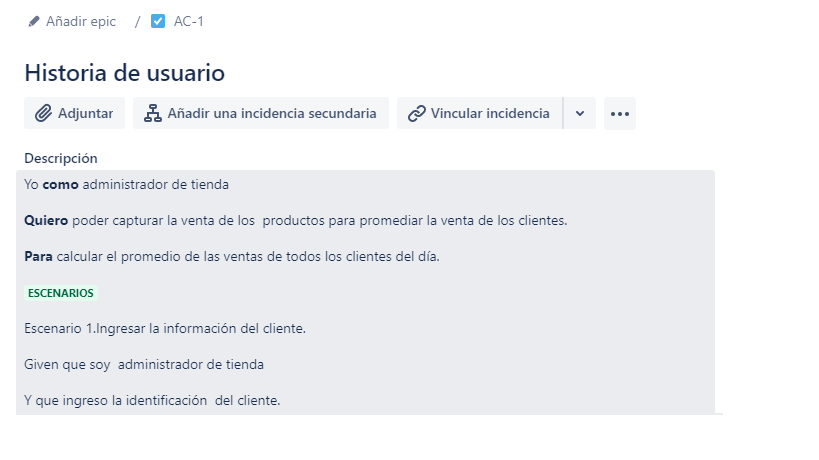 Añadir epic / AC-1
Historia de usuario
Adjuntar Añadir una incidencia secundaria Vincular incidencia
Descripción
Yo como administrador de tienda
Quiero poder capturar la venta de los  productos para promediar la venta de los clientes.
Para calcular el promedio de las ventas de todos los clientes del día.
ESCENARIOS
Escenario 1.Ingresar la información del cliente.
Given que soy  administrador de tienda
Y que ingreso la identificación  del cliente.